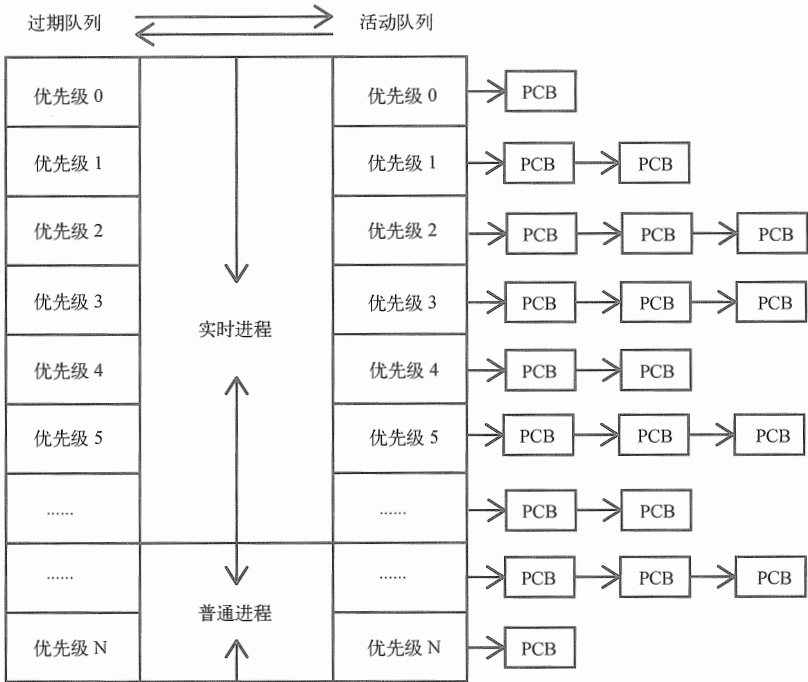 过期队列 活动队列
优先级 0 优先级 0 PCB
优先级 1 优先级 1 PCB PCB
优先级 2 优先级 2 PCB PCB PCB
优先级 3 实时进程 优先级 3 PCB PCB PCB
优先级 4 优先级 4 PCB PCB
优先级 5 优先级 5 PCB PCB PCB
...... ...... PCB PCB
...... ...... PCB PCB PCB
优先级 N 普通进程 优先级 N PCB